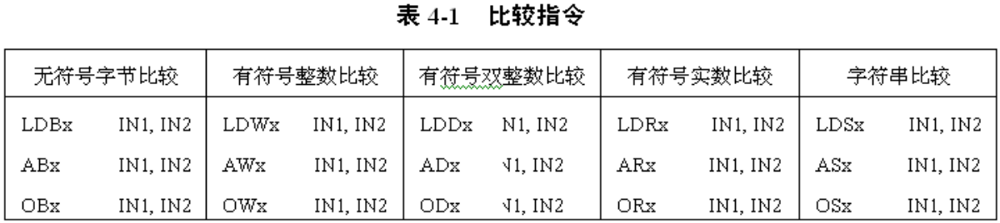 表 4-1 比较指令
无符号字节比较 有符号整数比较 有符号双整数比较 有符号实数比较 字符串比较
LDBx IN1, IN2 LDWx IN1, IN2 LDDx N1, IN2 LDRx IN1, IN2 LDSx IN1, IN2
ABx IN1, IN2 AWx IN1, IN2 ADx N1, IN2 ARx IN1, IN2 ASx IN1, IN2
OBx IN1, IN2 OWx IN1, IN2 ODx N1, IN2 ORx IN1, IN2 OSx IN1, IN2